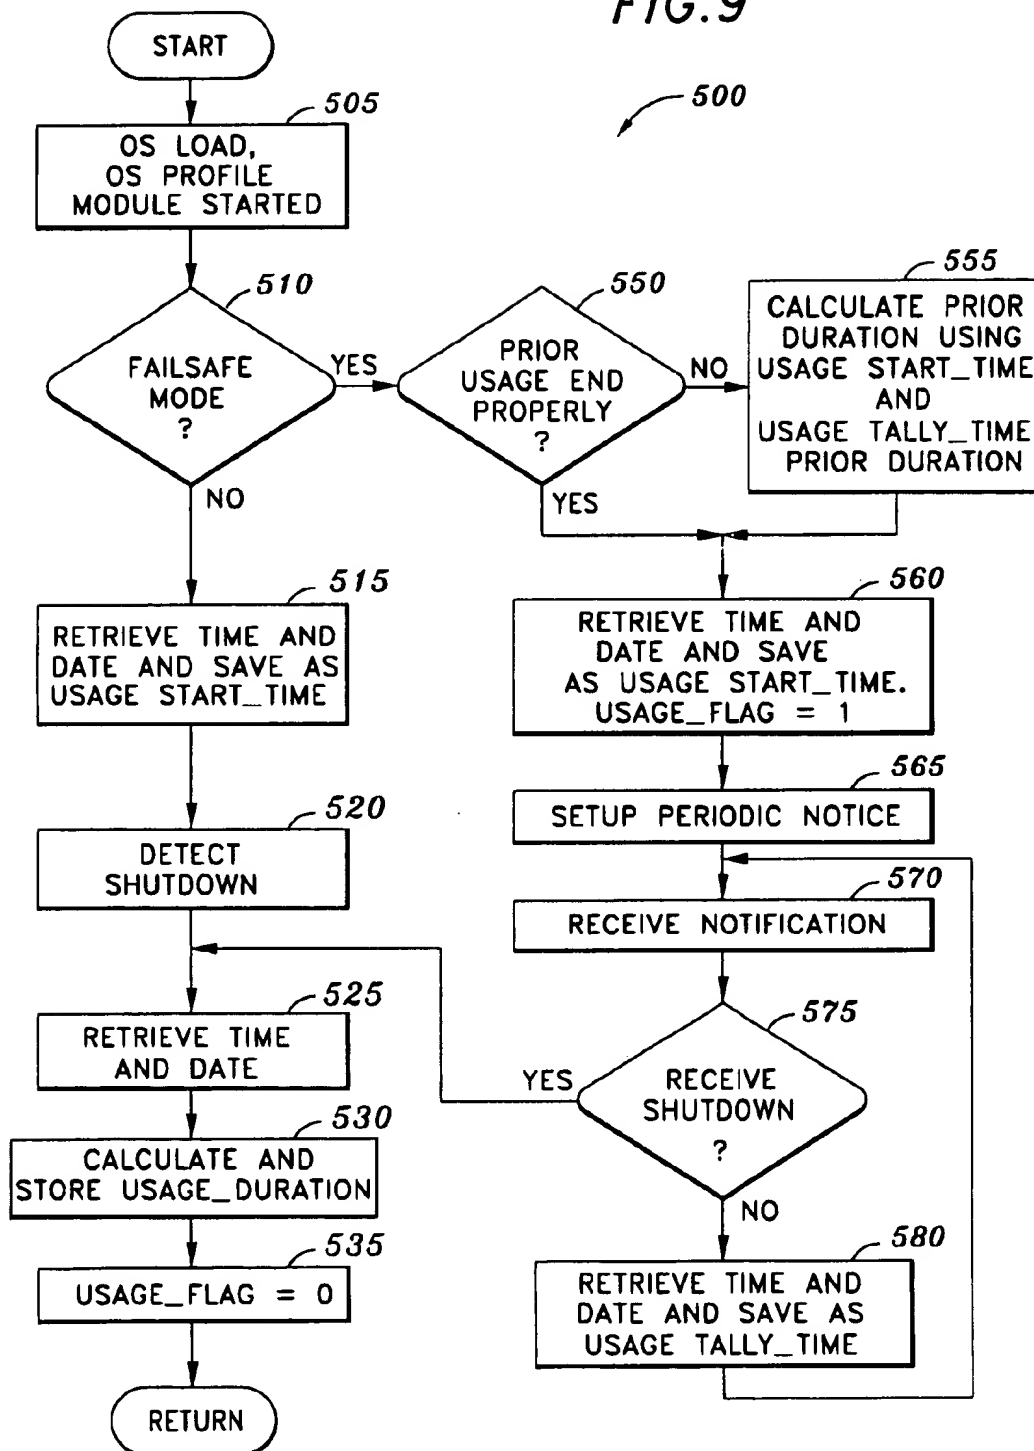 FIG.9
START
500
505
OS LOAD,
OS PROFILE
MODULE STARTED
510
FAILSAFE
MODE
?
YES
NO
550
PRIOR
USAGE END
PROPERLY
?
NO
YES
555
CALCULATE PRIOR
DURATION USING
USAGE START_TIME
AND
USAGE TALLY_TIME
PRIOR DURATION
515
RETRIEVE TIME AND
DATE AND SAVE AS
USAGE START_TIME
560
RETRIEVE TIME AND
DATE AND SAVE
AS USAGE START_TIME.
USAGE_FLAG = 1
565
SETUP PERIODIC NOTICE
520
DETECT
SHUTDOWN
570
RECEIVE NOTIFICATION
525
RETRIEVE TIME
AND DATE
575
RECEIVE
SHUTDOWN
?
YES
NO
530
CALCULATE AND
STORE USAGE_DURATION
535
USAGE_FLAG = 0
580
RETRIEVE TIME AND
DATE AND SAVE AS
USAGE TALLY_TIME
RETURN